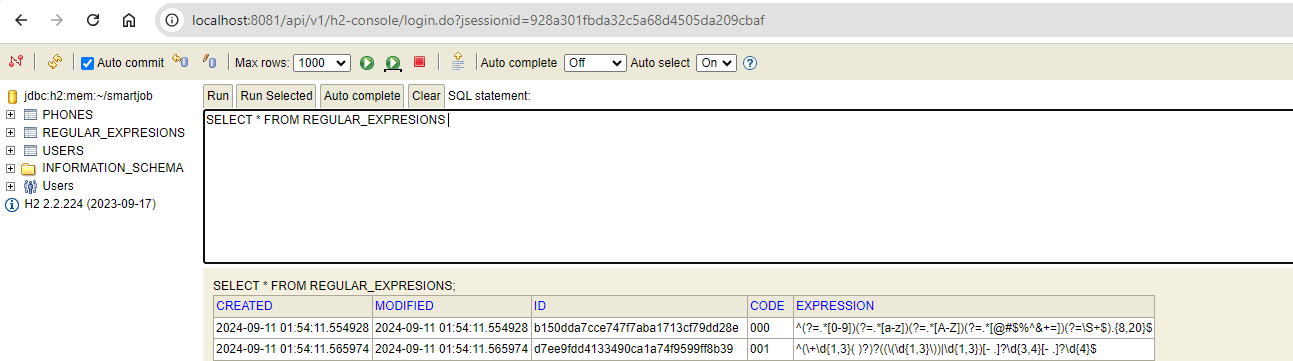 localhost:8081/api/v1/h2-console/login.do?jsessionid=928a301fbda32c5a68d4505da209cbaf
Auto commit Max rows: 1000 Auto complete Off Auto select On
jdbc:h2:mem:~/smartjob
PHONES
REGULAR_EXPRESIONS
USERS
INFORMATION_SCHEMA
Users
H2 2.2.224 (2023-09-17)
Run Run Selected Auto complete Clear SQL statement:
SELECT * FROM REGULAR_EXPRESIONS
SELECT * FROM REGULAR_EXPRESIONS;
CREATED MODIFIED ID CODE EXPRESSION
2024-09-11 01:54:11.554928 2024-09-11 01:54:11.554928 b150dda7cce747f7aba1713cf79dd28e 000 ^(?=.*[0-9])(?=.*[a-z])(?=.*[A-Z])(?=.*[@#$%^&+=])(?=\S+$).{8,20}$
2024-09-11 01:54:11.565974 2024-09-11 01:54:11.565974 d7ee9fdd4133490ca1a74f9599ff8b39 001 ^(\+\d{1,3}( )?)?((\(\d{1,3}\))|\d{1,3})[- .]?\d{3,4}[- .]?\d{4}$